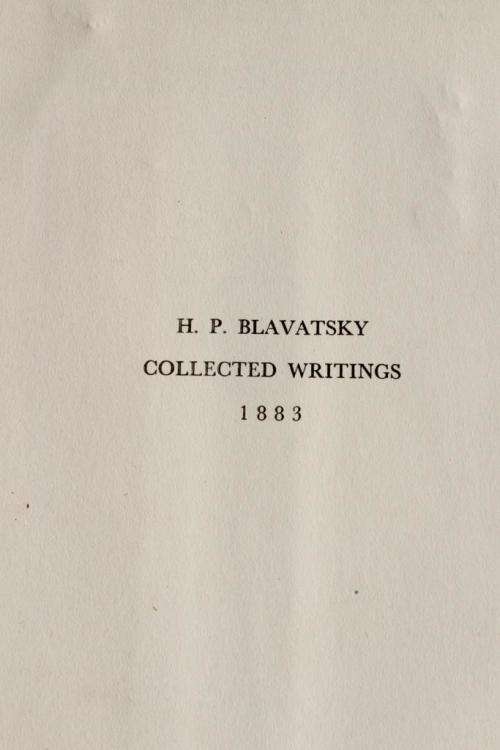 H. P. BLAVATSKY
COLLECTED WRITINGS
1883